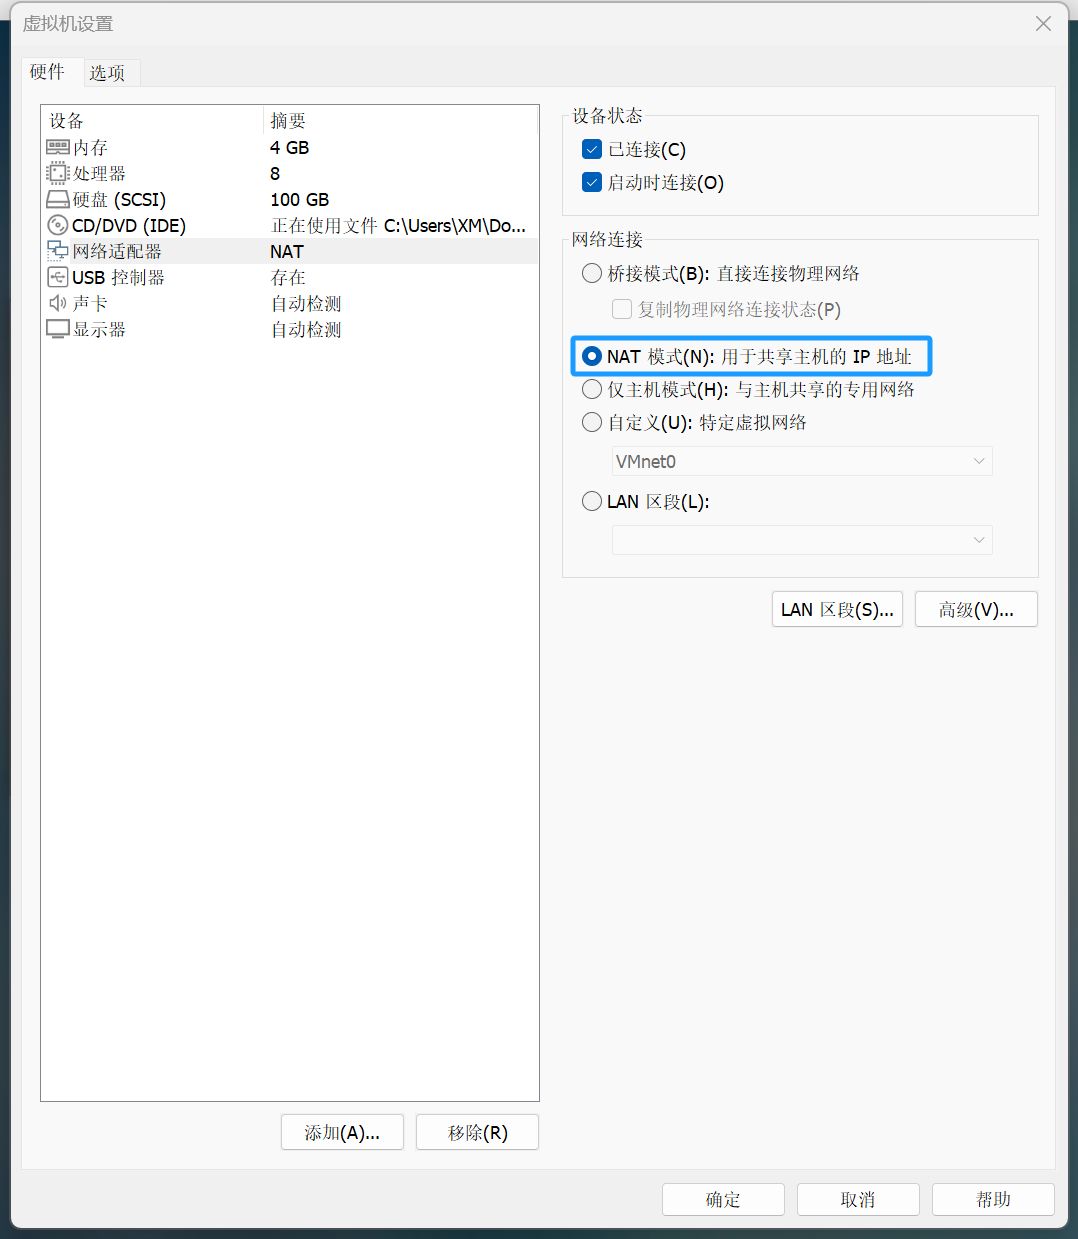 虚拟机设置
硬件 选项
设备 摘要
内存 4 GB
处理器 8
硬盘 (SCSI) 100 GB
CD/DVD (IDE) 正在使用文件 C:\Users\XM\Do...
网络适配器 NAT
USB 控制器 存在
声卡 自动检测
显示器 自动检测
添加(A)... 移除(R)
设备状态
已连接(C)
启动时连接(O)
网络连接
桥接模式(B): 直接连接物理网络
复制物理网络连接状态(P)
NAT 模式(N): 用于共享主机的 IP 地址
仅主机模式(H): 与主机共享的专用网络
自定义(U): 特定虚拟网络
VMnet0
LAN 区段(L):
LAN 区段(S)... 高级(V)...
确定 取消 帮助